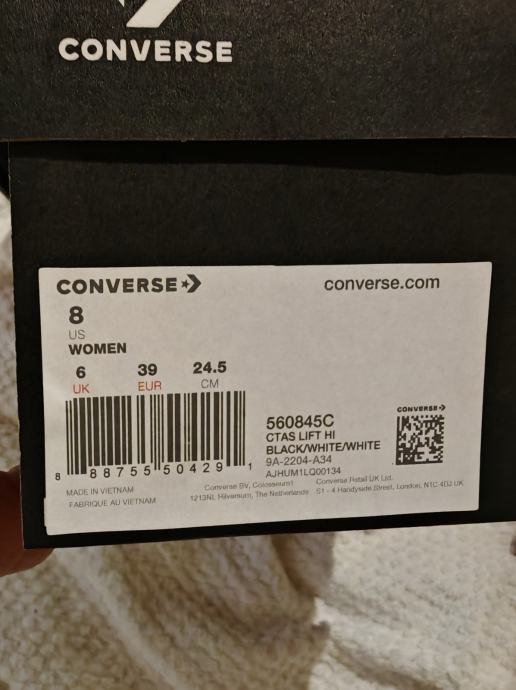 CONVERSE
CONVERSE
converse.com
8
US
WOMEN
6 39 24.5
UK EUR CM
560845C
CTAS LIFT HI
BLACK/WHITE/WHITE
9A-2204-A34
AJHUM1LQ00134
CONVERSE
8 88755 50429 1
MADE IN VIETNAM
FABRIQUE AU VIETNAM
Converse BV, Colosseum1
1213NL Hilversum, The Netherlands
Converse Retail UK Ltd.
S1 - 4 Handyside Street, London, N1C 4DJ UK